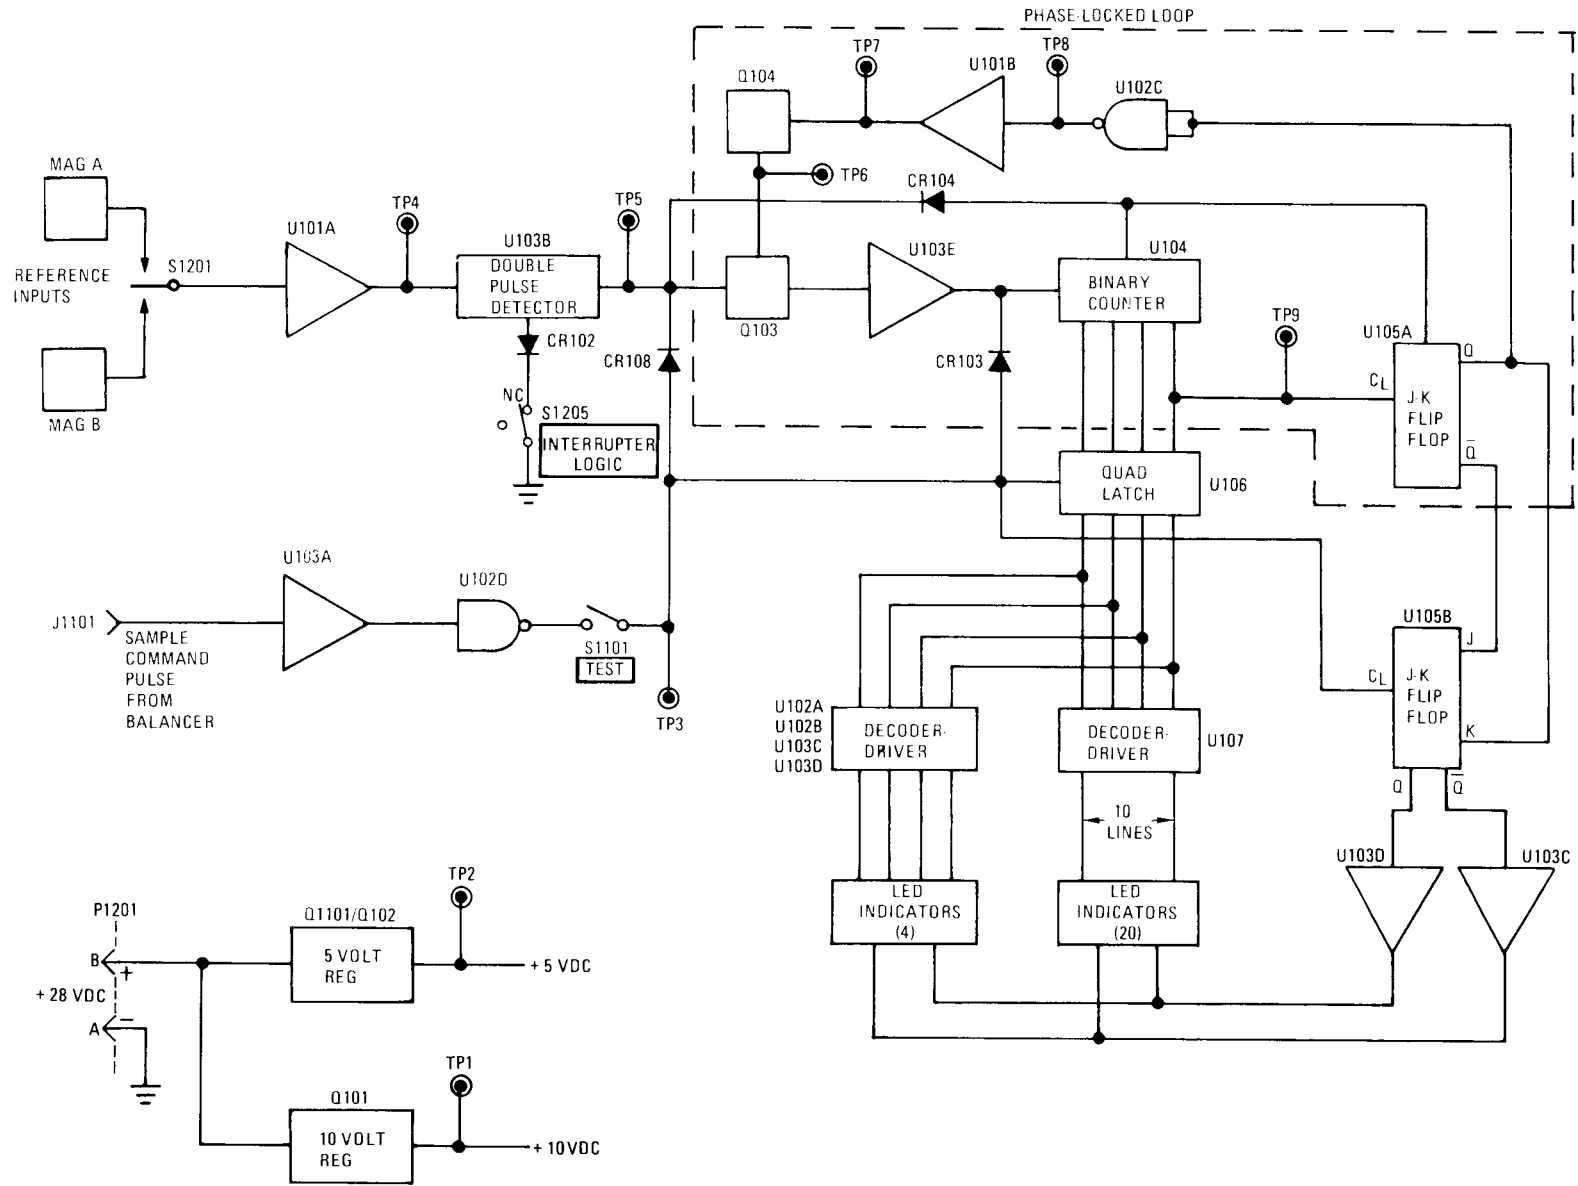 PHASE-LOCKED LOOP
TP7
TP8
U101B
Q104
U102C
MAG A
TP6
CR104
TP4
TP5
U101A
U103B
U103E
U104
S1201
REFERENCE
INPUTS
DOUBLE
PULSE
DETECTOR
BINARY
COUNTER
Q103
TP9
U105A
CR102
CR108
CR103
Q
CL
J-K
FLIP
FLOP
Q̅
MAG B
NC
S1205
INTERRUPTER
LOGIC
QUAD
LATCH
U106
U103A
U102D
J1101
SAMPLE
COMMAND
PULSE
FROM
BALANCER
S1101
TEST
TP3
U105B
J
CL
J-K
FLIP
FLOP
K
Q
Q̅
U102A
U102B
U103C
U103D
DECODER-
DRIVER
DECODER-
DRIVER
U107
10
LINES
U103D
U103C
LED
INDICATORS
(4)
LED
INDICATORS
(20)
TP2
P1201
Q1101/Q102
B
+
5 VOLT
REG
+ 5 VDC
+ 28 VDC
A
−
TP1
Q101
10 VOLT
REG
+ 10 VDC